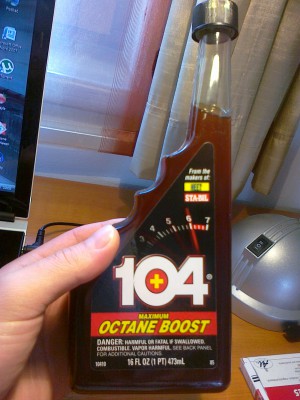 From the
makers of:
STA-BIL
3 4 5 6 7
104®
MAXIMUM
OCTANE BOOST
DANGER: HARMFUL OR FATAL IF SWALLOWED.
COMBUSTIBLE. VAPOR HARMFUL. SEE BACK PANEL
FOR ADDITIONAL CAUTIONS.
16 FL OZ (1 PT) 473mL